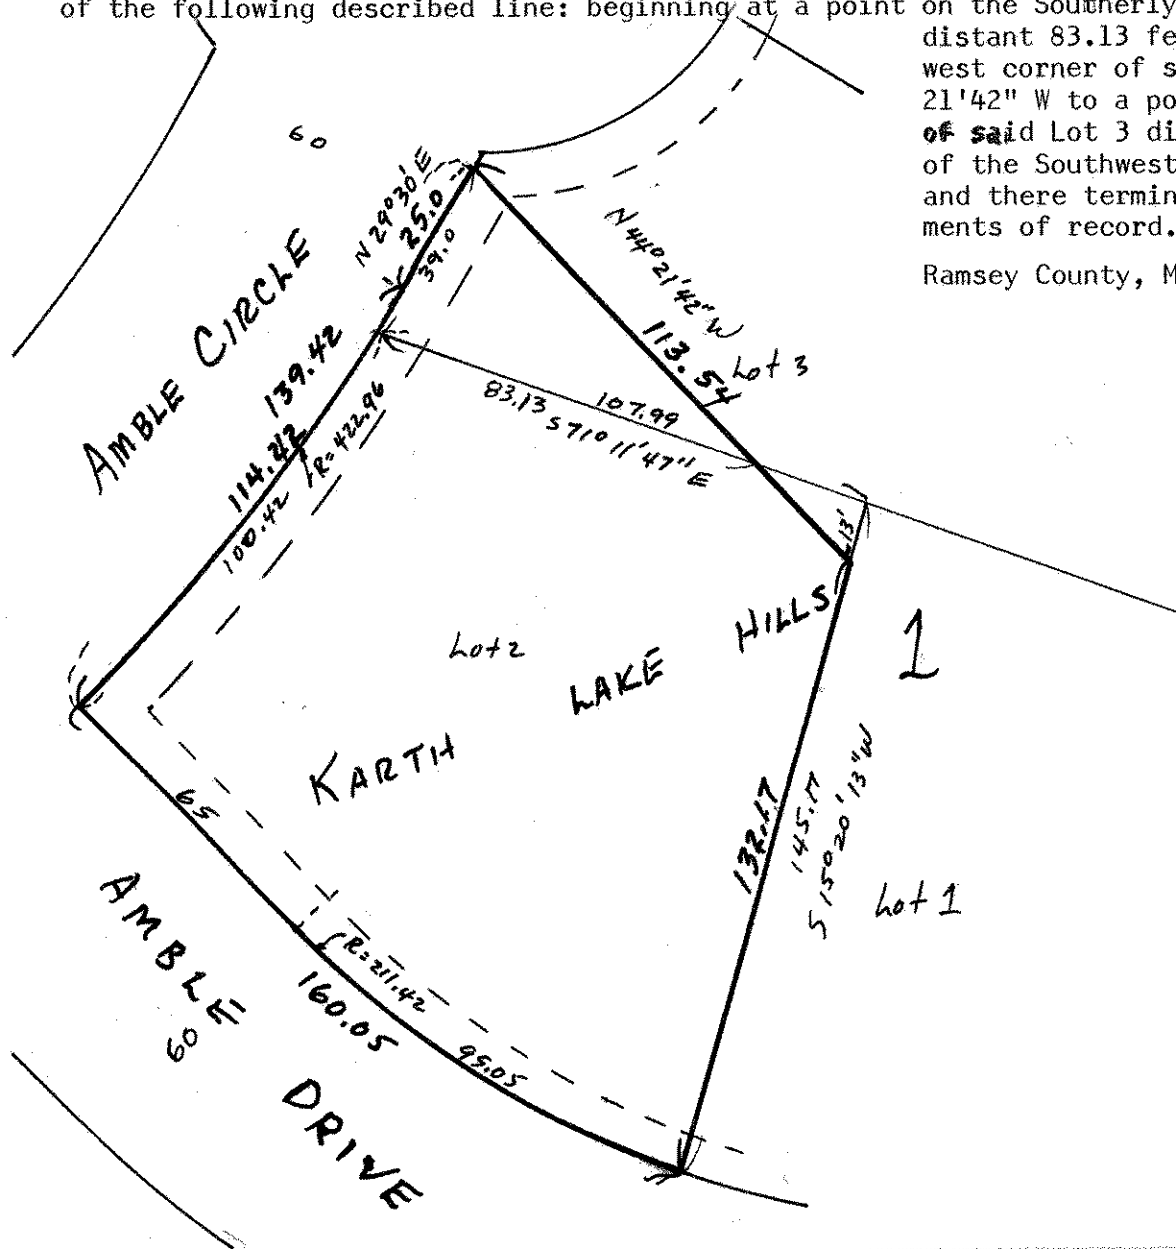 of the following described line: beginning at a point on the Southerly
distant 83.13 fe
west corner of s
21'42" W to a po
of said Lot 3 di
of the Southwest
and there termin
ments of record.
Ramsey County, M
60
N 29°30' E
25.0
39.0
AMBLE CIRCLE
139.42
114.42
100.42
R=422.96
N 44°21'42" W
113.54
Lot 3
83.13
107.99
S 71° 11' 47" E
13'
Lot 2
KARTH LAKE HILLS
1
132.17
145.17
S 15° 20' 13" W
Lot 1
65
R=211.42
160.05
95.05
AMBLE DRIVE
60